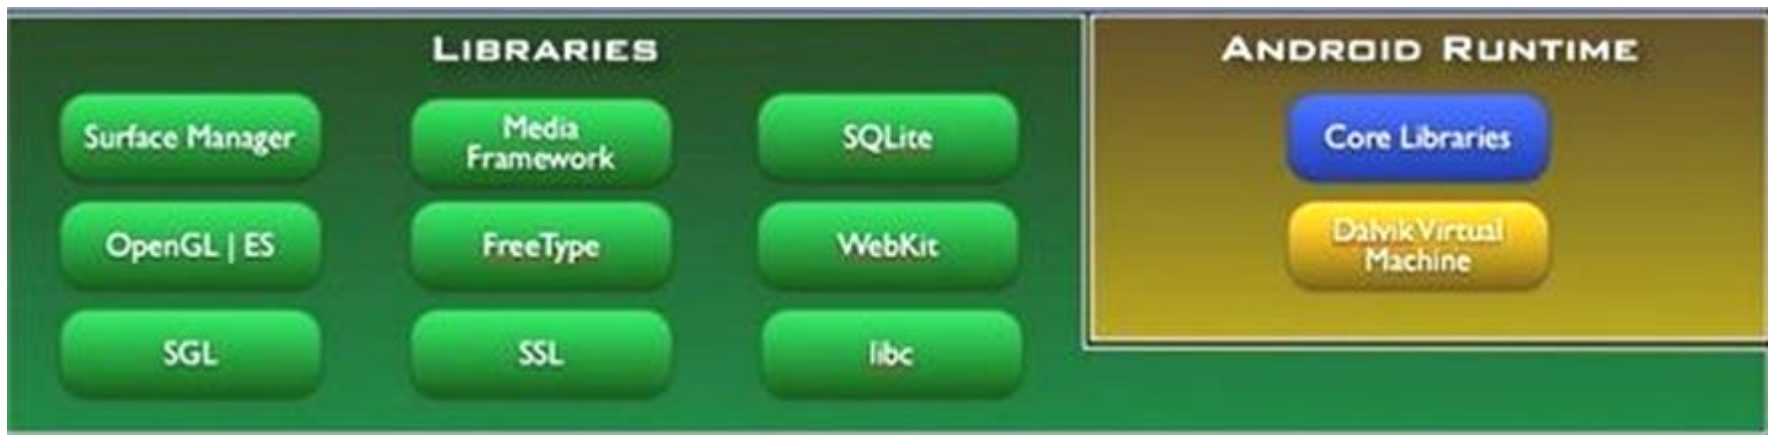 LIBRARIES
Surface Manager
Media
Framework
SQLite
OpenGL | ES
FreeType
WebKit
SGL
SSL
libc
ANDROID RUNTIME
Core Libraries
Dalvik Virtual
Machine